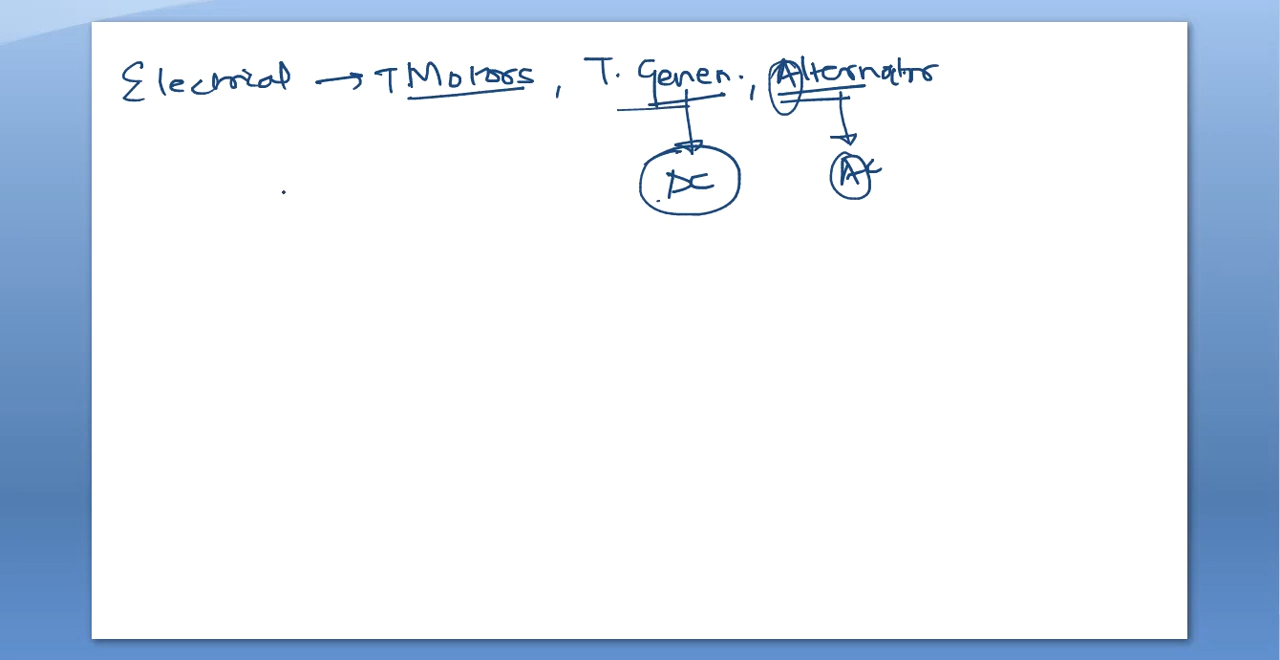 Electrical → T Motors, T. Gener., Alternator
DC AC